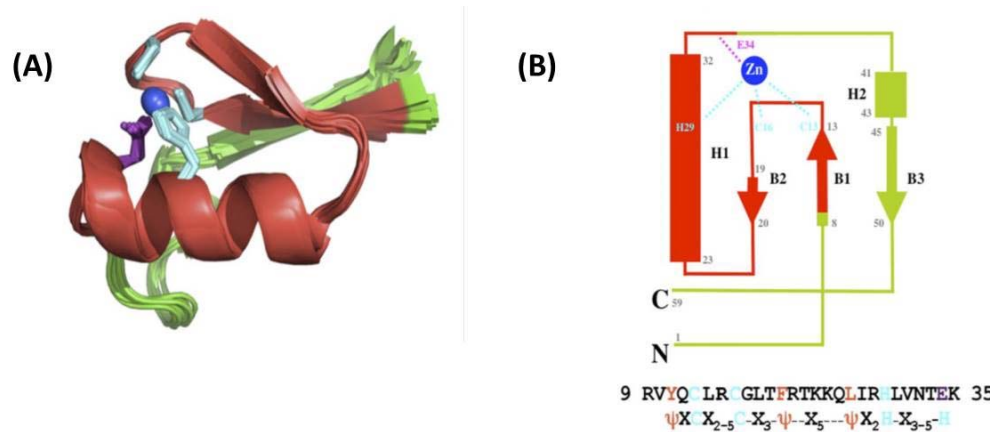 (A)
(B)
E34
Zn
32
41
H2
43
45
H29
C16
C13
13
H1
19
B2
B1
B3
20
8
50
23
C
59
1
N
9 RVYQCLRCGLTFRTKKQLIRHLVNTEK 35
ψXCX2-5C-X3-ψ--X5---ψX2H-X3-5-H